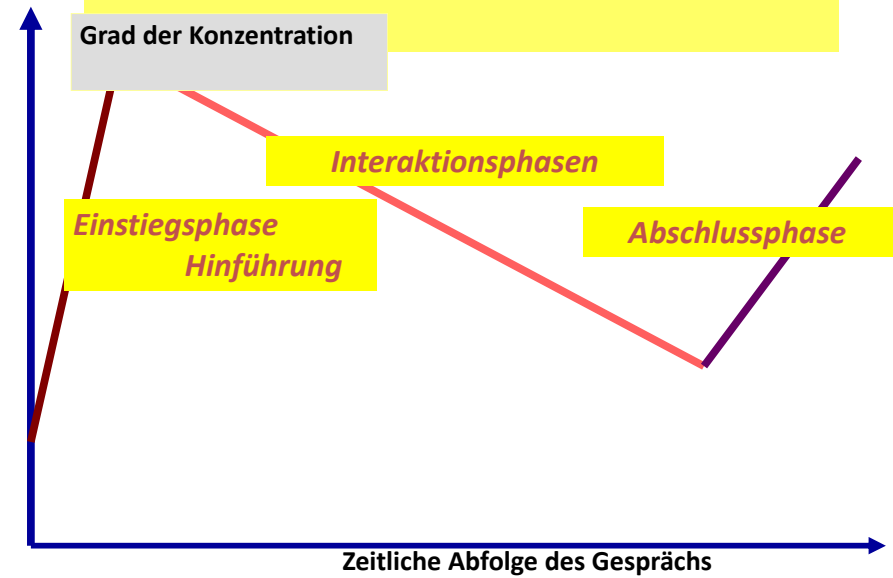 Grad der Konzentration
Interaktionsphasen
Einstiegsphase
Hinführung
Abschlussphase
Zeitliche Abfolge des Gesprächs